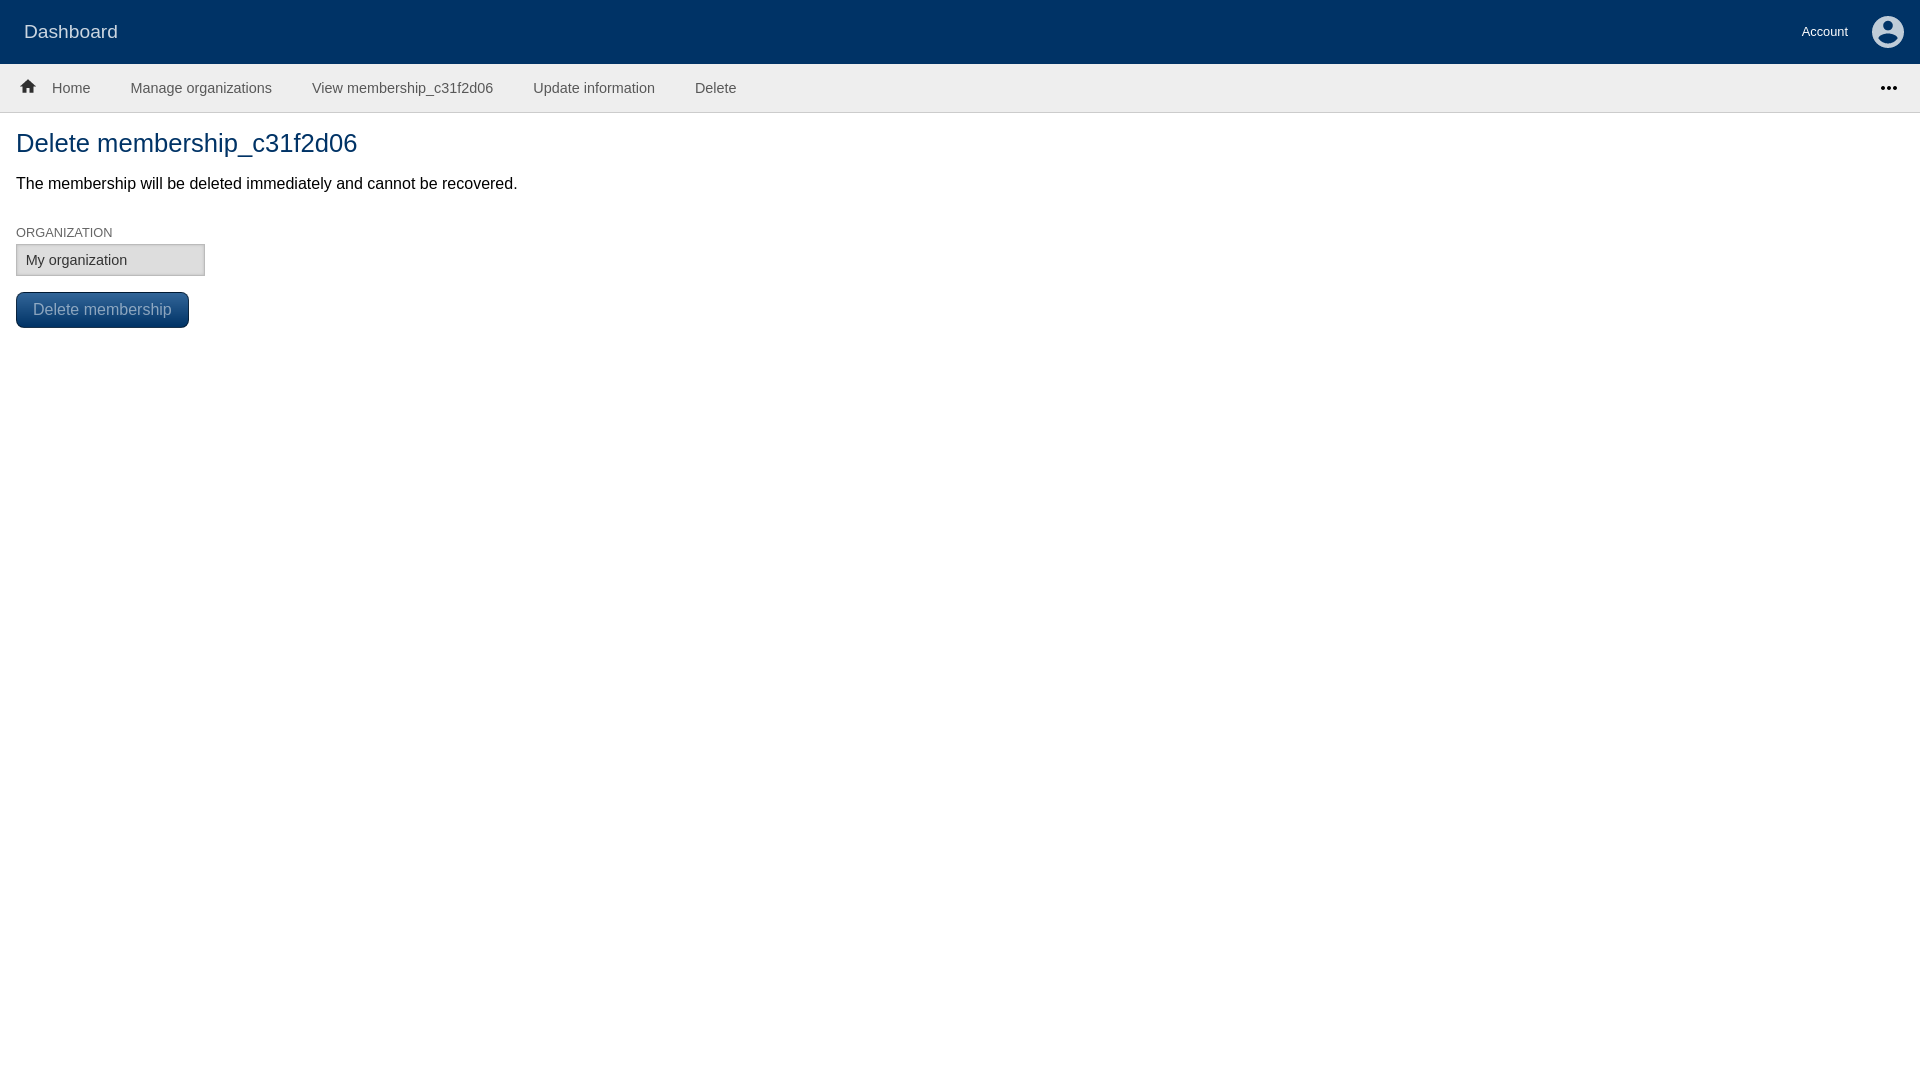 Dashboard
Account
Home
Manage organizations
View membership_c31f2d06
Update information
Delete
Delete membership_c31f2d06
The membership will be deleted immediately and cannot be recovered.
ORGANIZATION
My organization
Delete membership